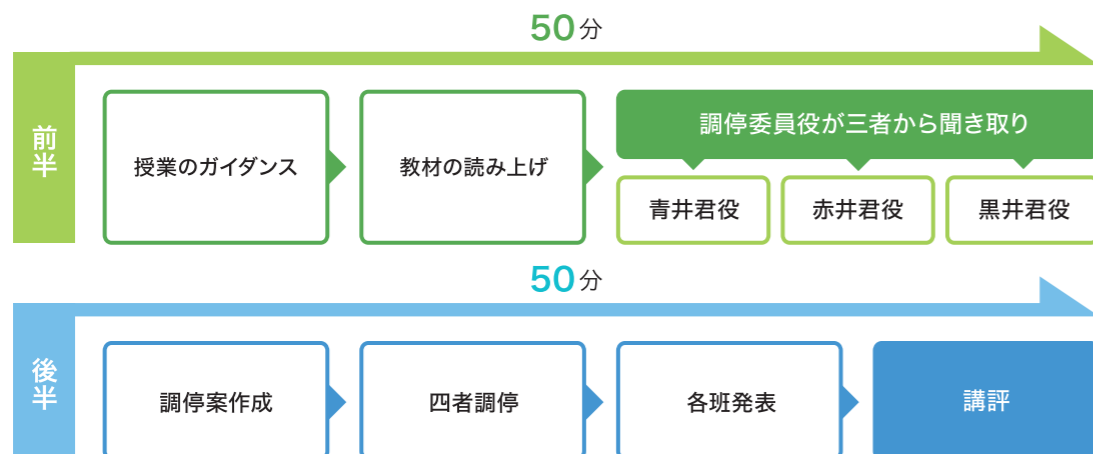 50分
前半
授業のガイダンス
教材の読み上げ
調停委員役が三者から聞き取り
青井君役
赤井君役
黒井君役
50分
後半
調停案作成
四者調停
各班発表
講評